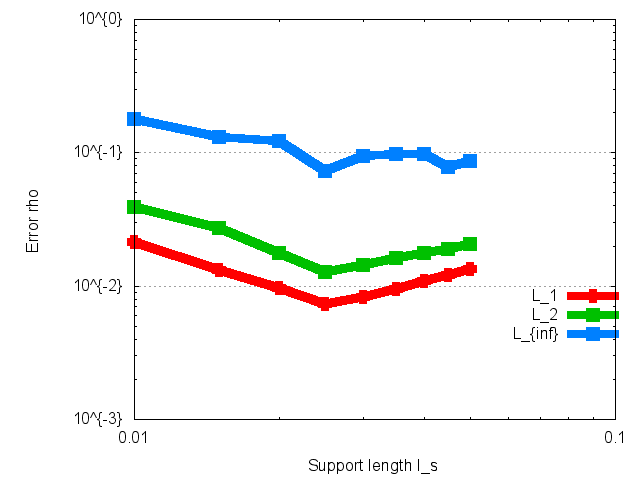 10^{0}
10^{-1}
10^{-2}
10^{-3}
Error rho
L_1
L_2
L_{inf}
0.01
0.1
Support length l_s